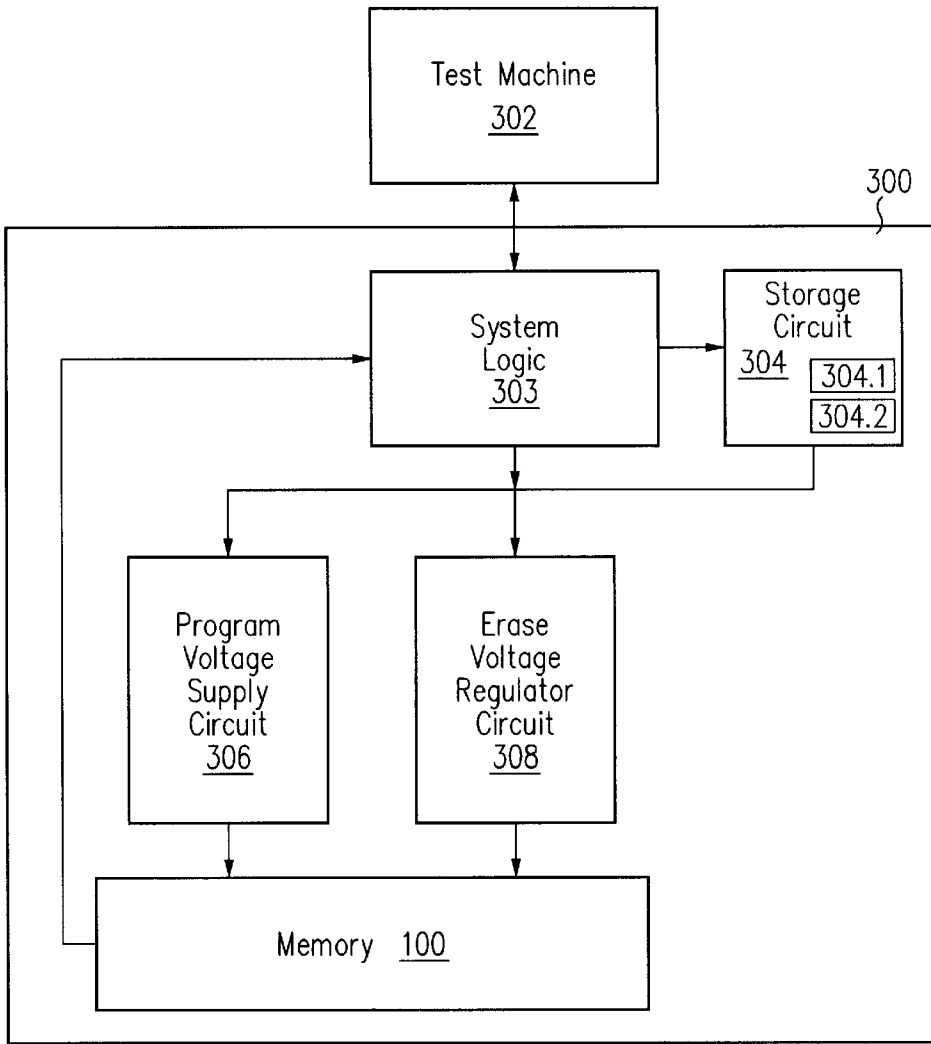 Test Machine
302
300
System
Logic
303
Storage
Circuit
304
304.1
304.2
Program
Voltage
Supply
Circuit
306
Erase
Voltage
Regulator
Circuit
308
Memory 100